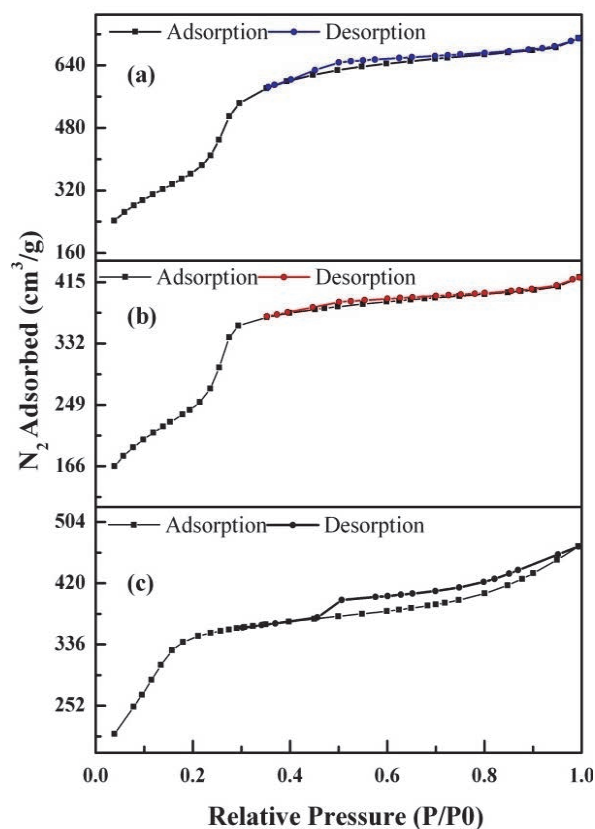 Adsorption Desorption
640
(a)
480
320
160
Adsorption Desorption
415
(b)
332
249
166
Adsorption Desorption
504
420
(c)
336
252
0.0 0.2 0.4 0.6 0.8 1.0
Relative Pressure (P/P0)
N2 Adsorbed (cm³/g)